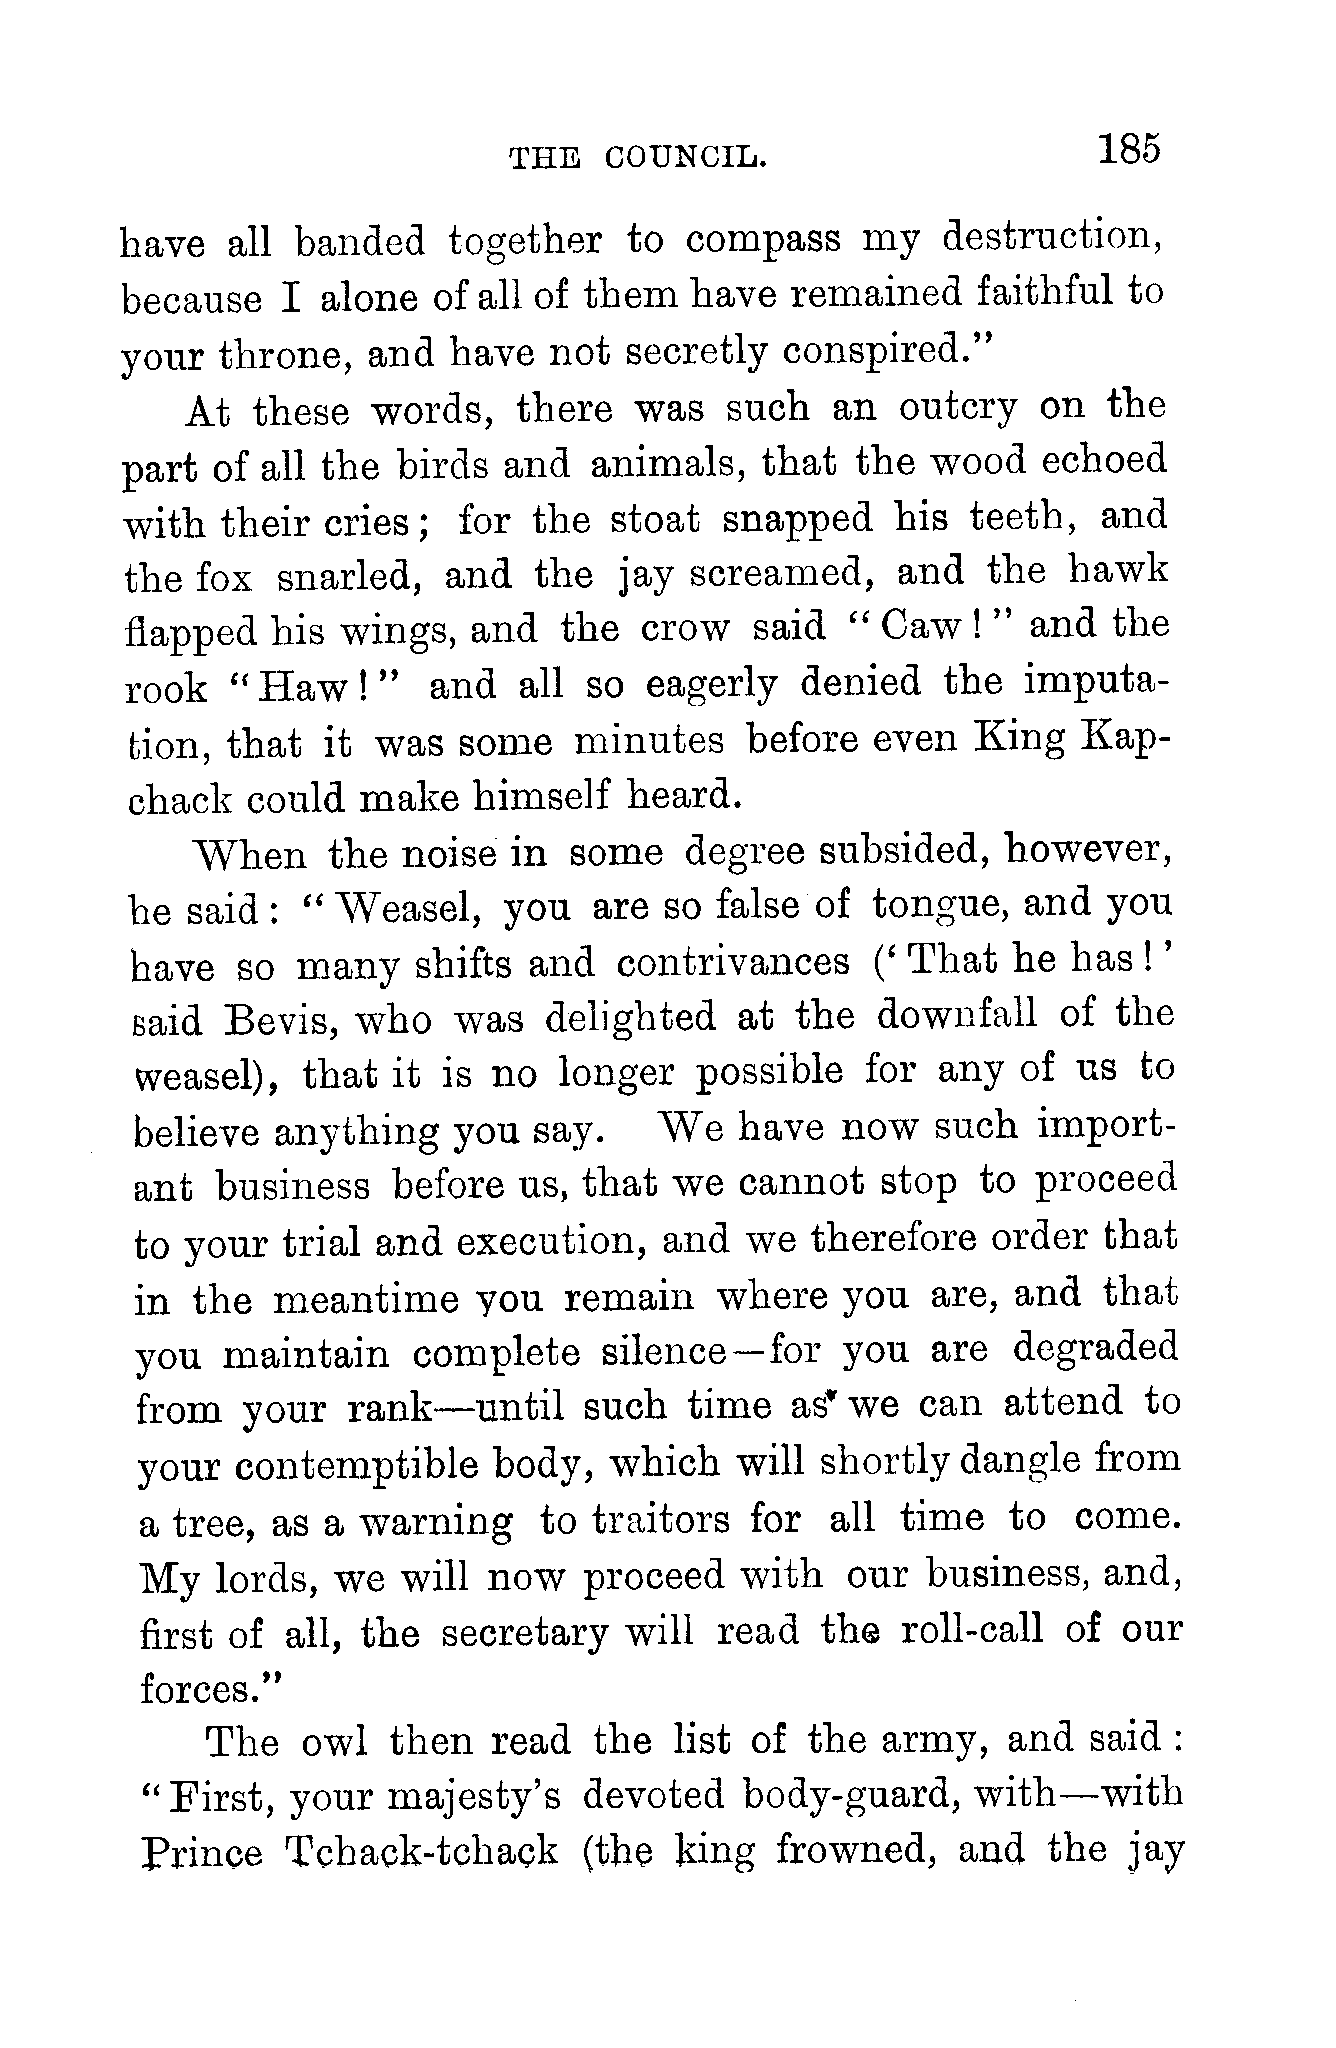 THE COUNCIL. 185
have all banded together to compass my destruction,
because I alone of all of them have remained faithful to
your throne, and have not secretly conspired.”
At these words, there was such an outcry on the
part of all the birds and animals, that the wood echoed
with their cries ; for the stoat snapped his teeth, and
the fox snarled, and the jay screamed, and the hawk
flapped his wings, and the crow said “ Caw ! ” and the
rook “ Haw ! ” and all so eagerly denied the imputa-
tion, that it was some minutes before even King Kap-
chack could make himself heard.
When the noise in some degree subsided, however,
he said : “ Weasel, you are so false of tongue, and you
have so many shifts and contrivances (‘ That he has ! ’
said Bevis, who was delighted at the downfall of the
weasel), that it is no longer possible for any of us to
believe anything you say. We have now such import-
ant business before us, that we cannot stop to proceed
to your trial and execution, and we therefore order that
in the meantime you remain where you are, and that
you maintain complete silence—for you are degraded
from your rank—until such time as we can attend to
your contemptible body, which will shortly dangle from
a tree, as a warning to traitors for all time to come.
My lords, we will now proceed with our business, and,
first of all, the secretary will read the roll-call of our
forces.”
The owl then read the list of the army, and said :
“ First, your majesty’s devoted body-guard, with—with
Prince Tchack-tchack (the king frowned, and the jay